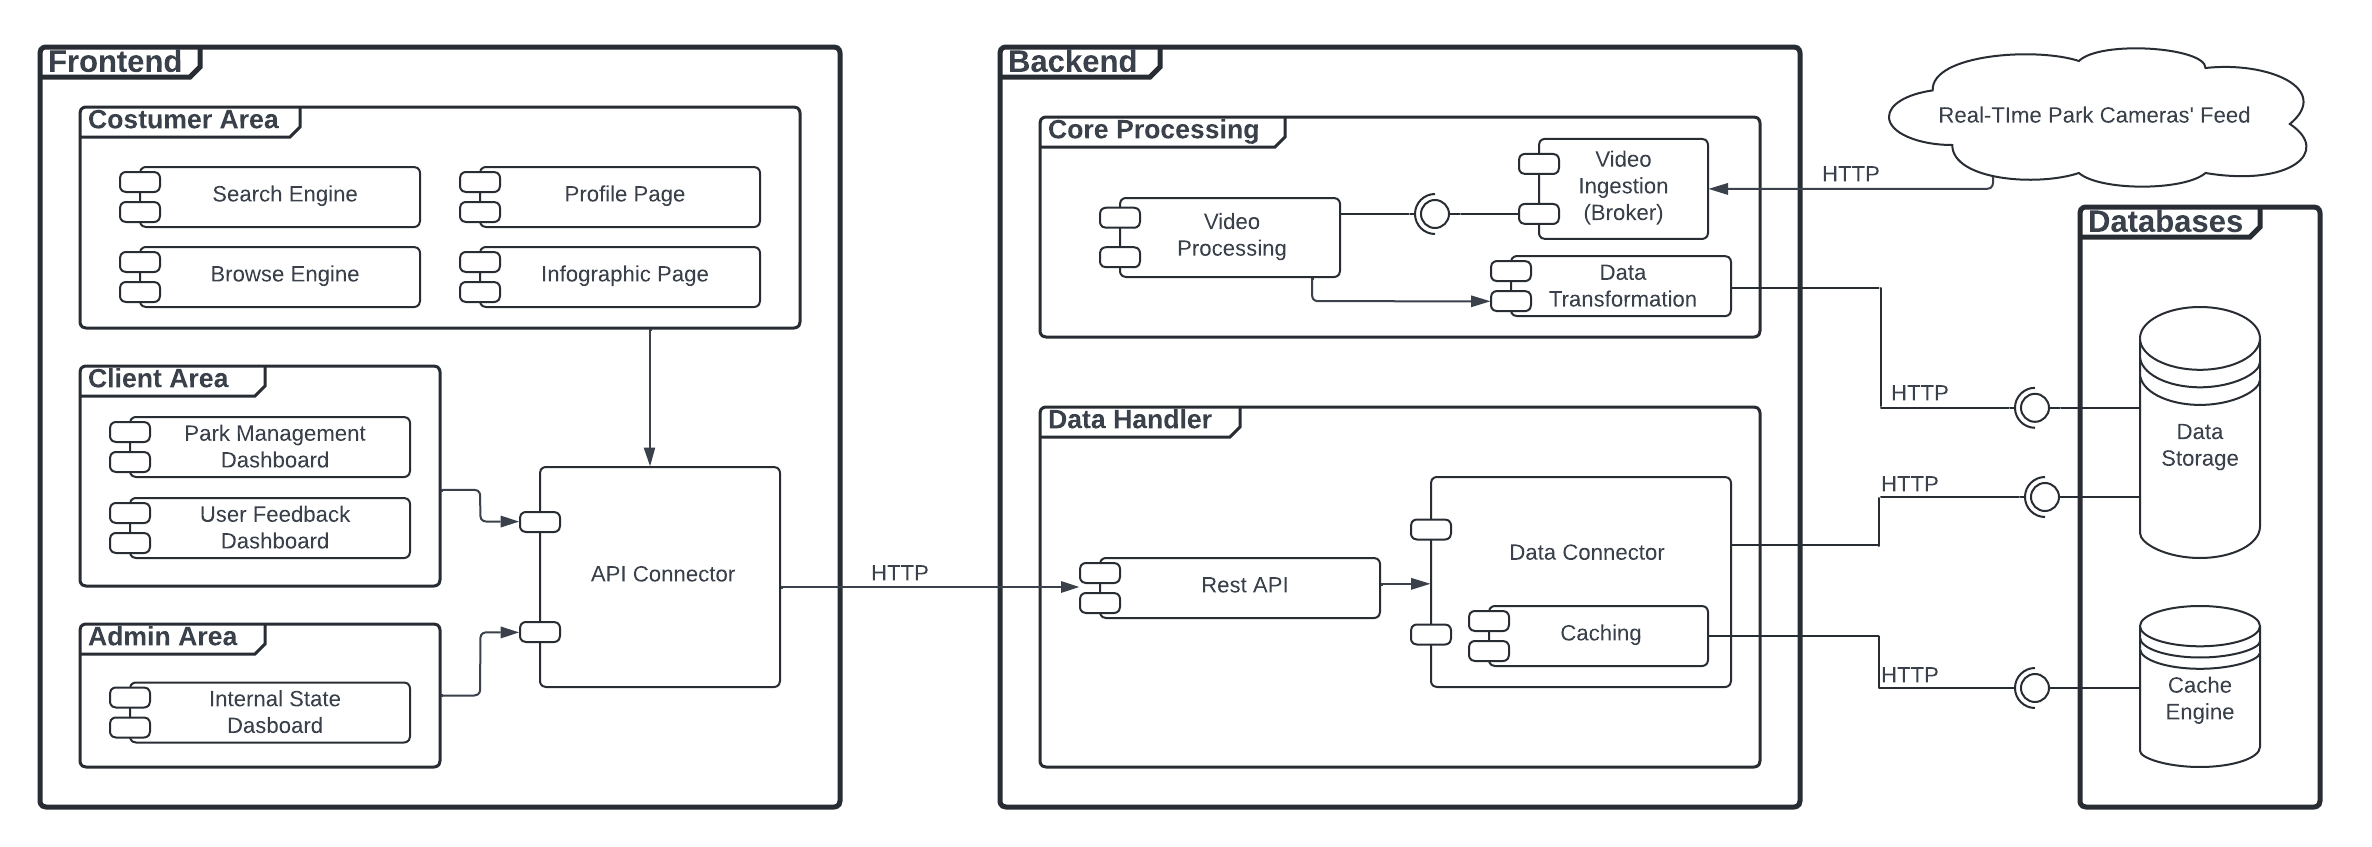 Frontend
Costumer Area
Search Engine
Profile Page
Browse Engine
Infographic Page
Client Area
Park Management
Dashboard
User Feedback
Dashboard
Admin Area
Internal State
Dasboard
API Connector
HTTP
Backend
Core Processing
Video
Processing
Video
Ingestion
(Broker)
Data
Transformation
Data Handler
Rest API
Data Connector
Caching
HTTP
Real-TIme Park Cameras' Feed
HTTP
HTTP
HTTP
Databases
Data
Storage
Cache
Engine